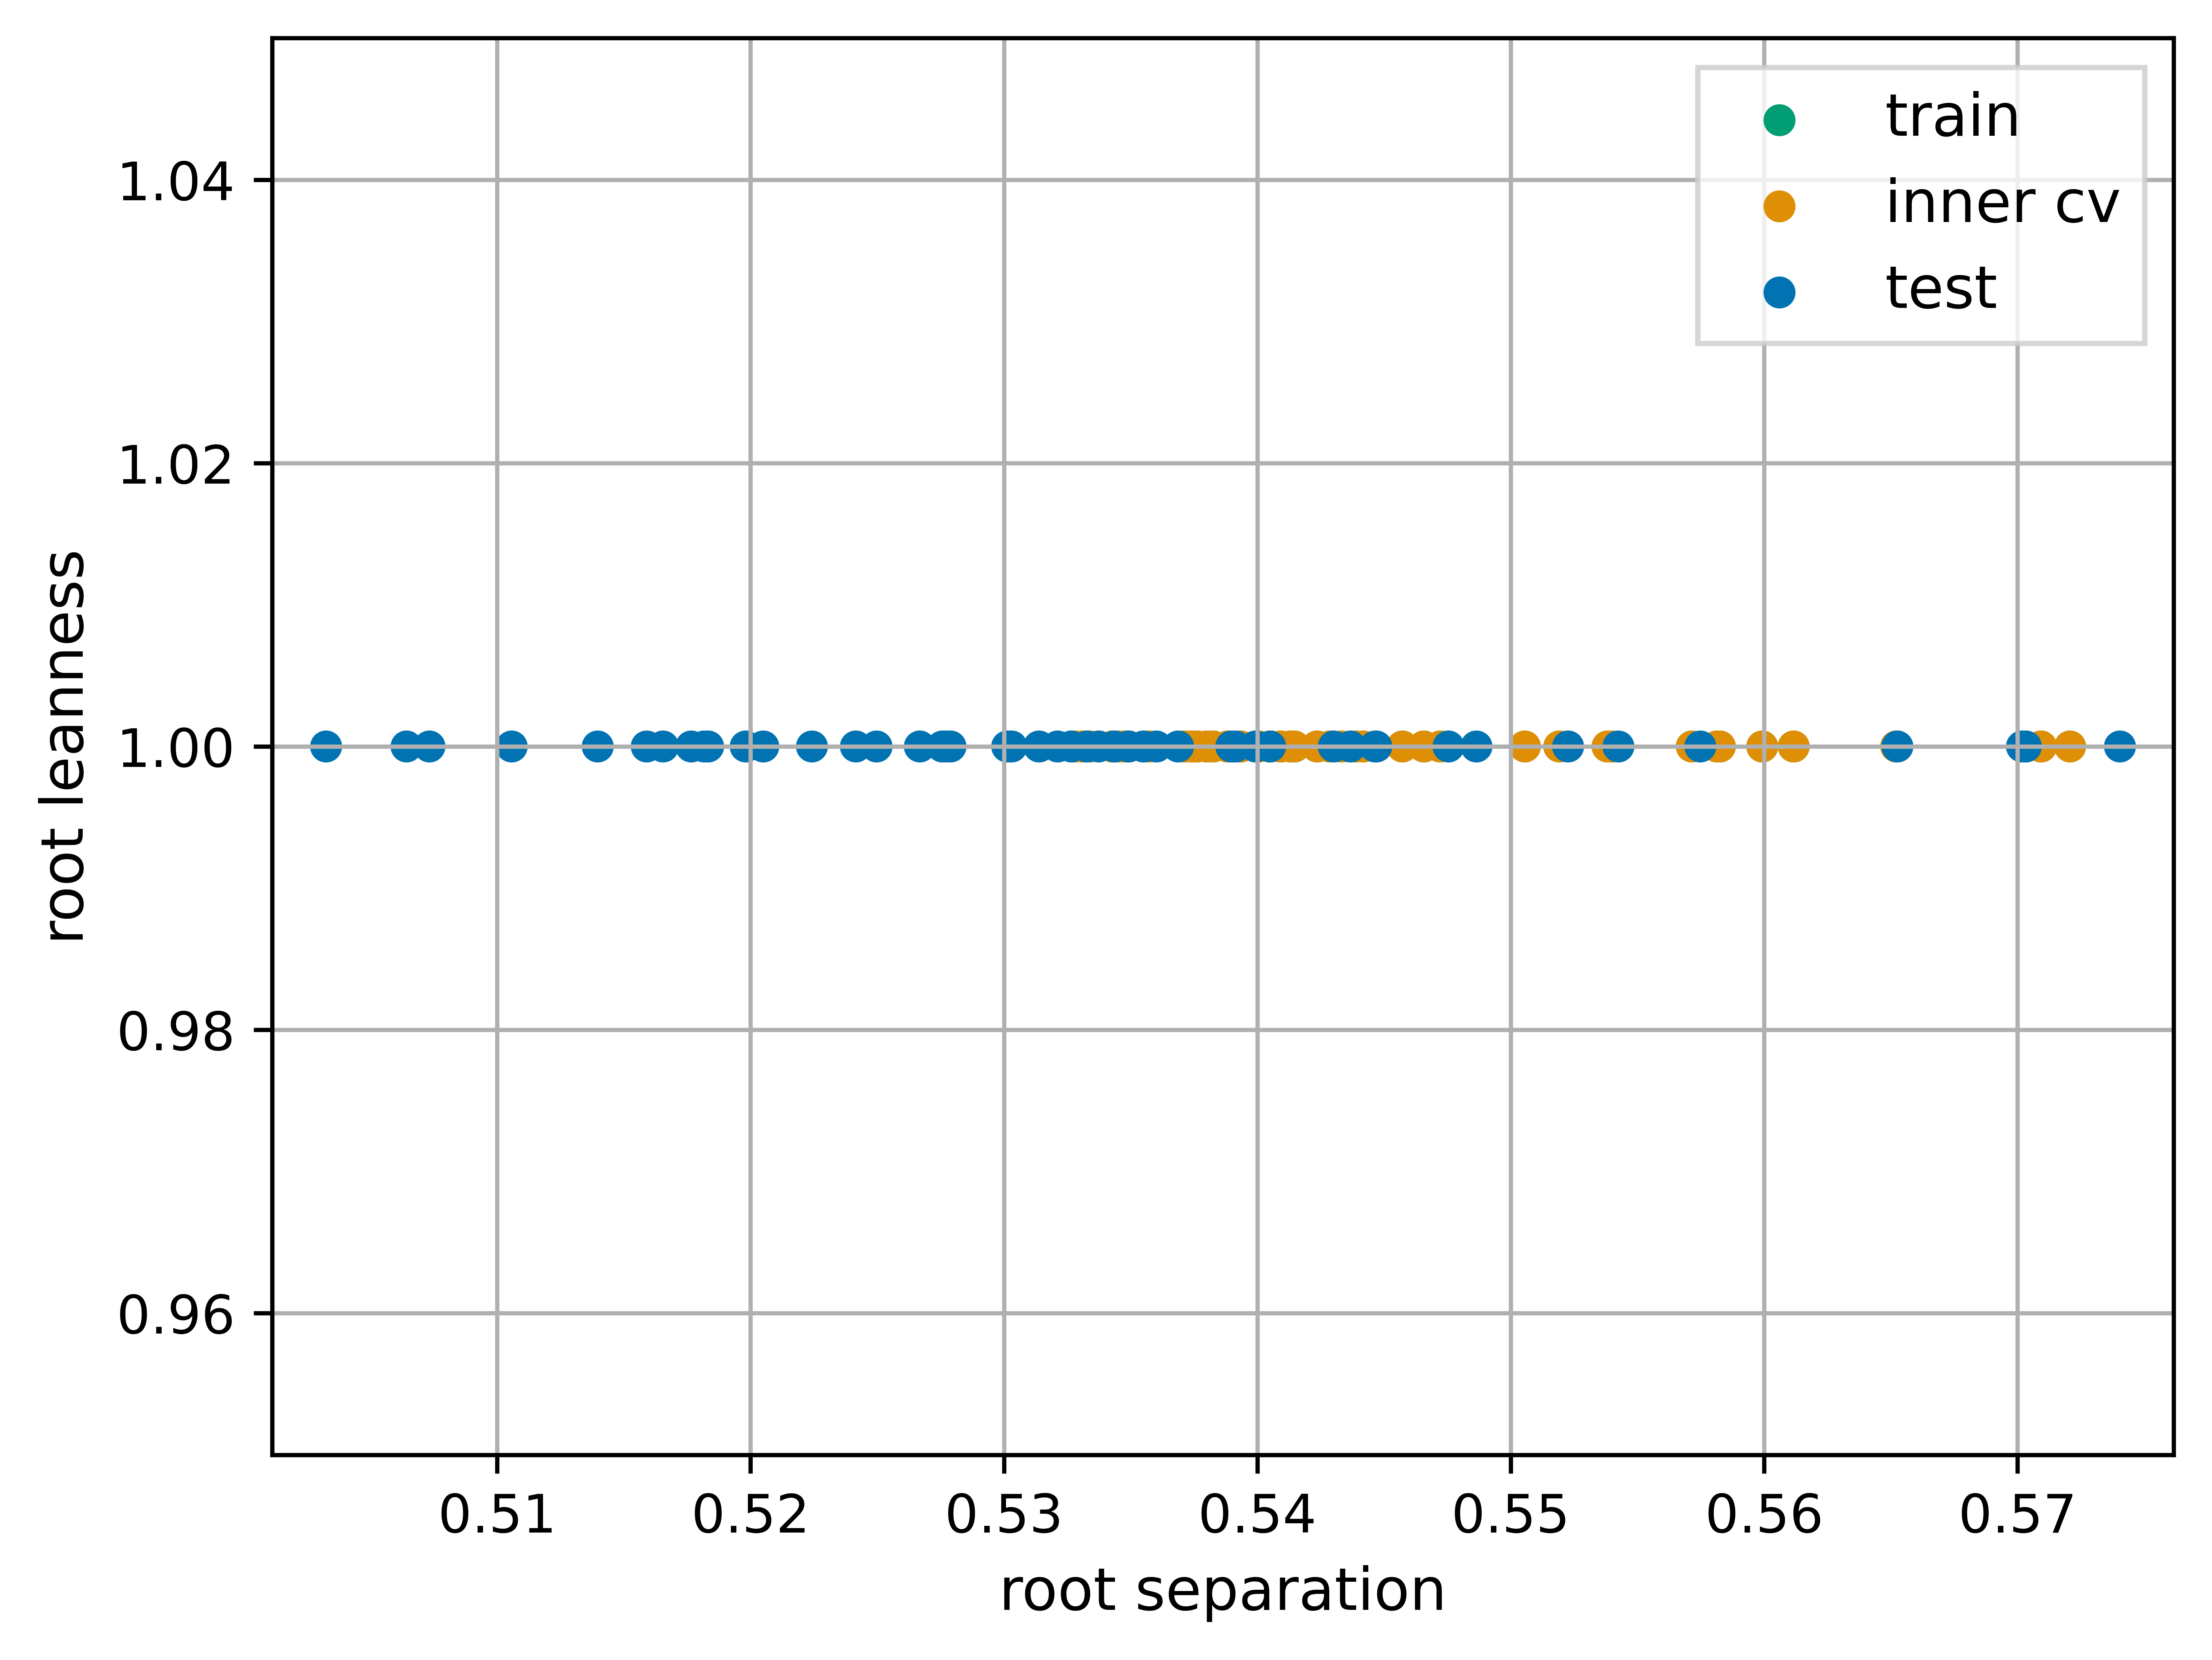 train
inner cv
test
1.04
1.02
1.00
0.98
0.96
root leanness
0.51 0.52 0.53 0.54 0.55 0.56 0.57
root separation